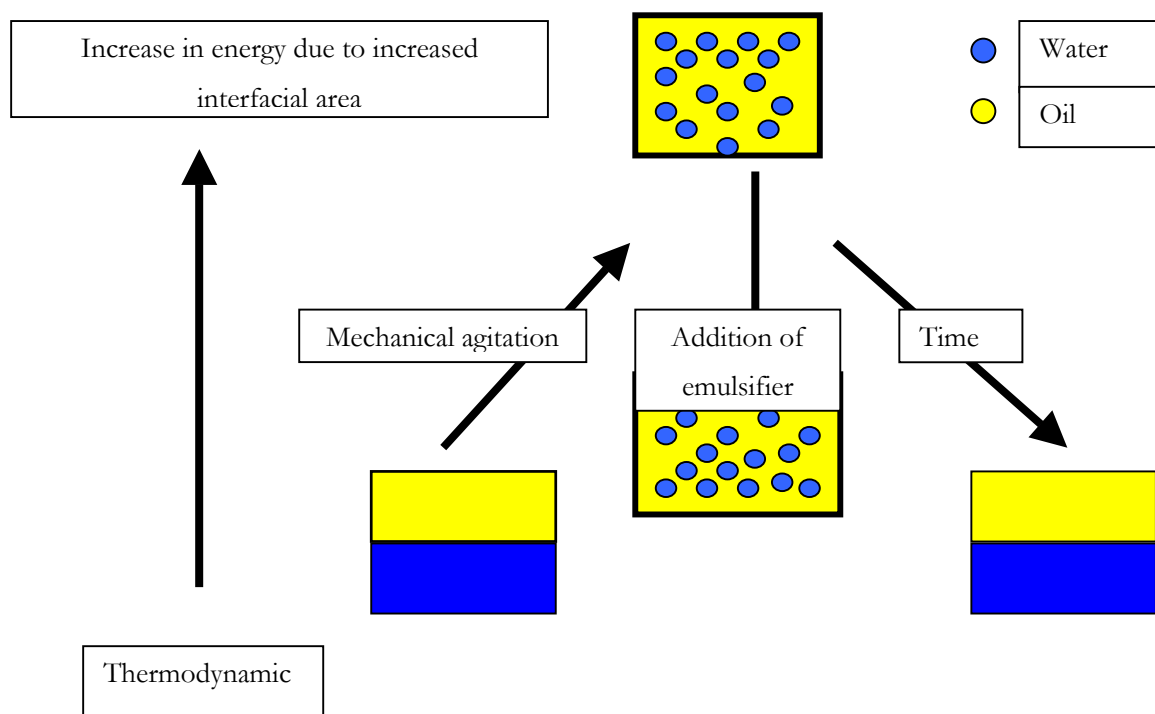 Increase in energy due to increased
interfacial area
Water
Oil
Mechanical agitation
Addition of
emulsifier
Time
Thermodynamic